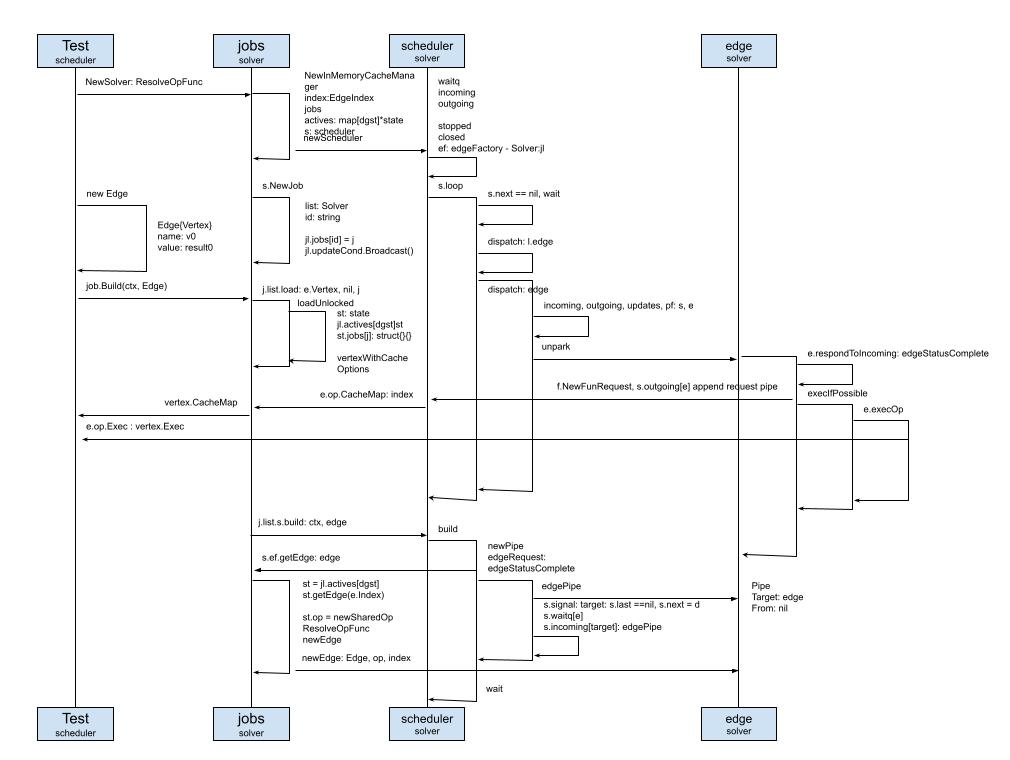 Test
scheduler
jobs
solver
scheduler
solver
edge
solver
NewSolver: ResolveOpFunc
NewInMemoryCacheMana
ger
index:EdgeIndex
jobs
actives: map[dgst]*state
s: scheduler
newScheduler
waitq
incoming
outgoing
stopped
closed
ef: edgeFactory - Solver:jl
new Edge
s.NewJob
s.loop
s.next == nil, wait
Edge{Vertex}
name: v0
value: result0
list: Solver
id: string
jl.jobs[id] = j
jl.updateCond.Broadcast()
dispatch: l.edge
job.Build(ctx, Edge)
j.list.load: e.Vertex, nil, j
dispatch: edge
loadUnlocked
st: state
jl.actives[dgst]st
st.jobs[j]: struct{}{}
vertexWithCache
Options
incoming, outgoing, updates, pf: s, e
unpark
e.respondToIncoming: edgeStatusComplete
f.NewFunRequest, s.outgoing[e] append request pipe
execIfPossible
e.op.CacheMap: index
vertex.CacheMap
e.execOp
e.op.Exec : vertex.Exec
j.list.s.build: ctx, edge
build
newPipe
edgeRequest:
edgeStatusComplete
s.ef.getEdge: edge
st = jl.actives[dgst]
st.getEdge(e.Index)
st.op = newSharedOp
ResolveOpFunc
newEdge
edgePipe
s.signal: target: s.last ==nil, s.next = d
s.waitq[e]
s.incoming[target]: edgePipe
Pipe
Target: edge
From: nil
newEdge: Edge, op, index
wait
Test
scheduler
jobs
solver
scheduler
solver
edge
solver